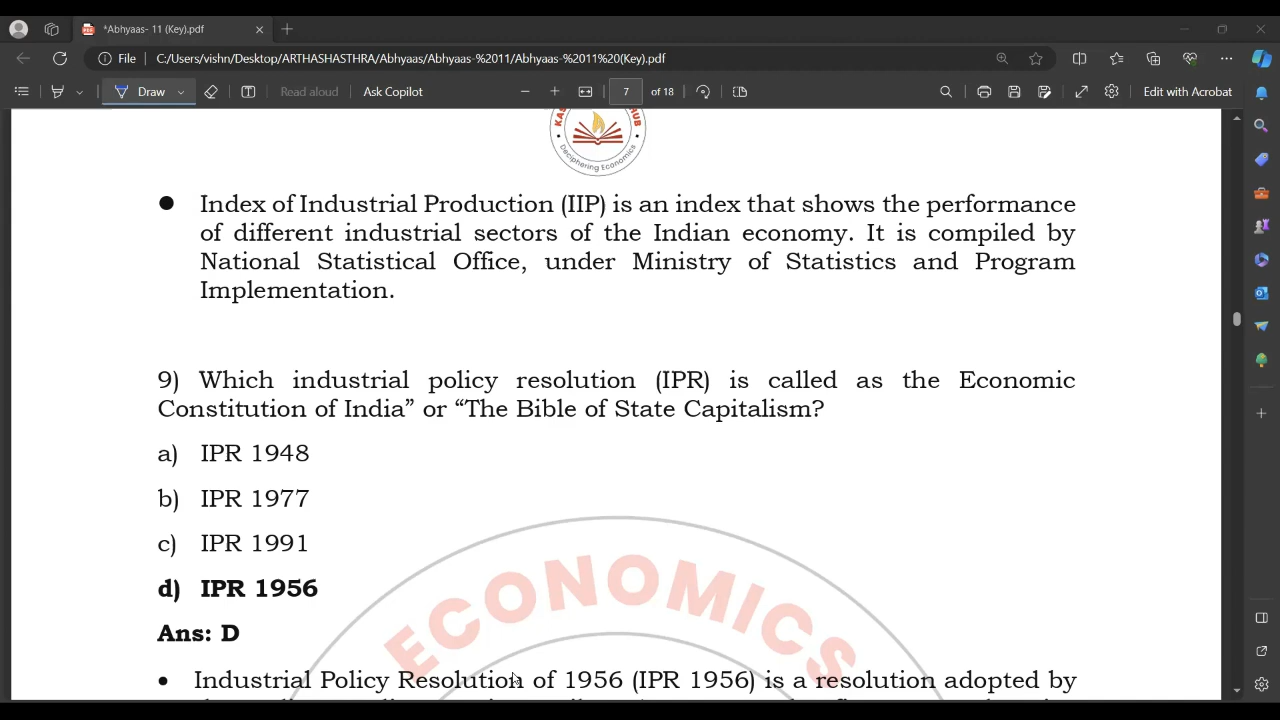 *Abhyaas- 11 (Key).pdf
File C:/Users/vishn/Desktop/ARTHASHASTHRA/Abhyaas/Abhyaas-%2011/Abhyaas-%2011%20(Key).pdf
Draw Read aloud Ask Copilot 7 of 18 Edit with Acrobat
HUB
Deciphering Economics
● Index of Industrial Production (IIP) is an index that shows the performance
of different industrial sectors of the Indian economy. It is compiled by
National Statistical Office, under Ministry of Statistics and Program
Implementation.
9) Which industrial policy resolution (IPR) is called as the Economic
Constitution of India” or “The Bible of State Capitalism?
a) IPR 1948
b) IPR 1977
c) IPR 1991
d) IPR 1956
ECONOMICS
Ans: D
• Industrial Policy Resolution of 1956 (IPR 1956) is a resolution adopted by